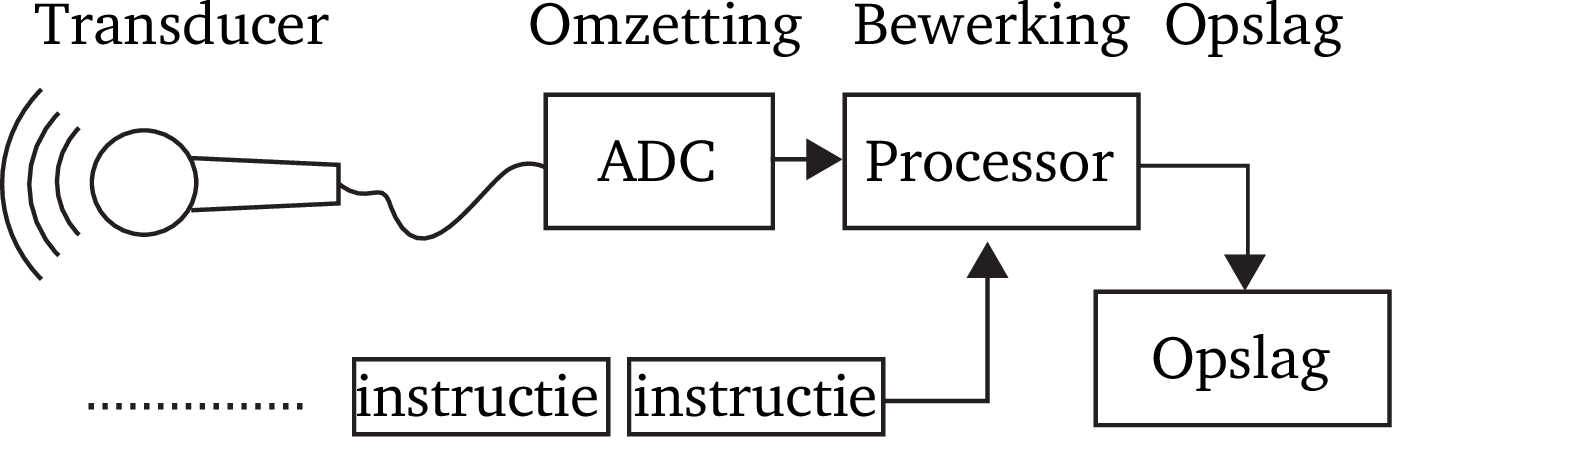 Transducer
Omzetting
Bewerking
Opslag
ADC
Processor
Opslag
instructie
instructie